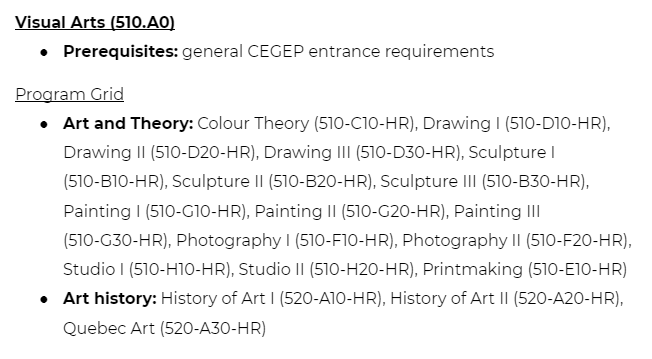 Visual Arts (510.A0)
● Prerequisites: general CEGEP entrance requirements
Program Grid
● Art and Theory: Colour Theory (510-C10-HR), Drawing I (510-D10-HR),
Drawing II (510-D20-HR), Drawing III (510-D30-HR), Sculpture I
(510-B10-HR), Sculpture II (510-B20-HR), Sculpture III (510-B30-HR),
Painting I (510-G10-HR), Painting II (510-G20-HR), Painting III
(510-G30-HR), Photography I (510-F10-HR), Photography II (510-F20-HR),
Studio I (510-H10-HR), Studio II (510-H20-HR), Printmaking (510-E10-HR)
● Art history: History of Art I (520-A10-HR), History of Art II (520-A20-HR),
Quebec Art (520-A30-HR)